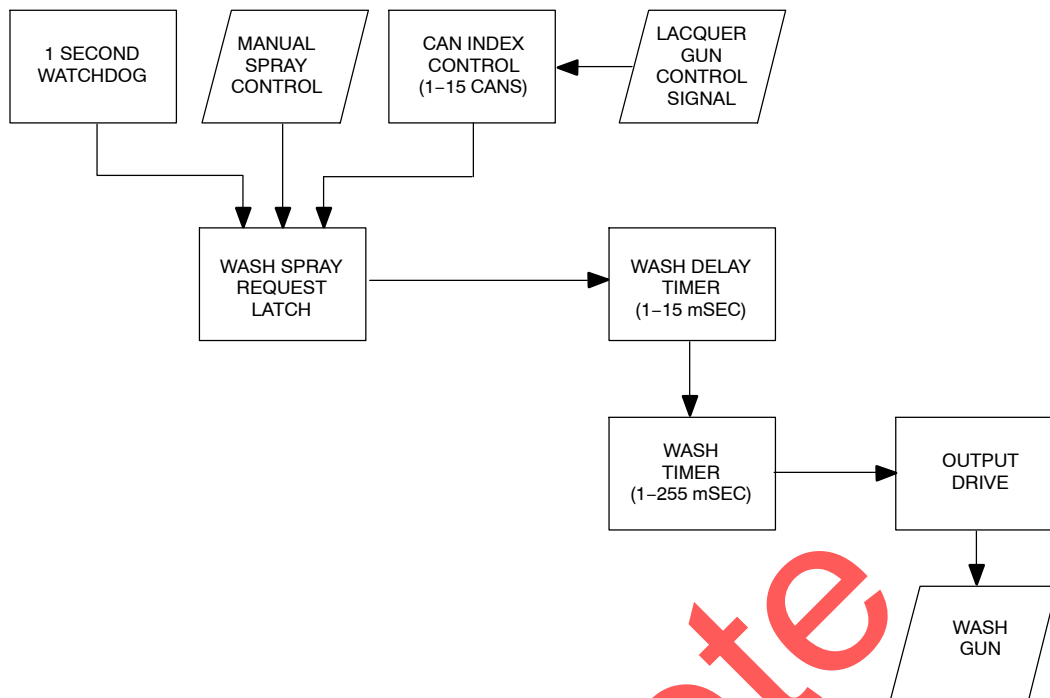 1 SECOND
WATCHDOG
MANUAL
SPRAY
CONTROL
CAN INDEX
CONTROL
(1−15 CANS)
LACQUER
GUN
CONTROL
SIGNAL
WASH SPRAY
REQUEST
LATCH
WASH DELAY
TIMER
(1−15 mSEC)
WASH
TIMER
(1−255 mSEC)
OUTPUT
DRIVE
WASH
GUN